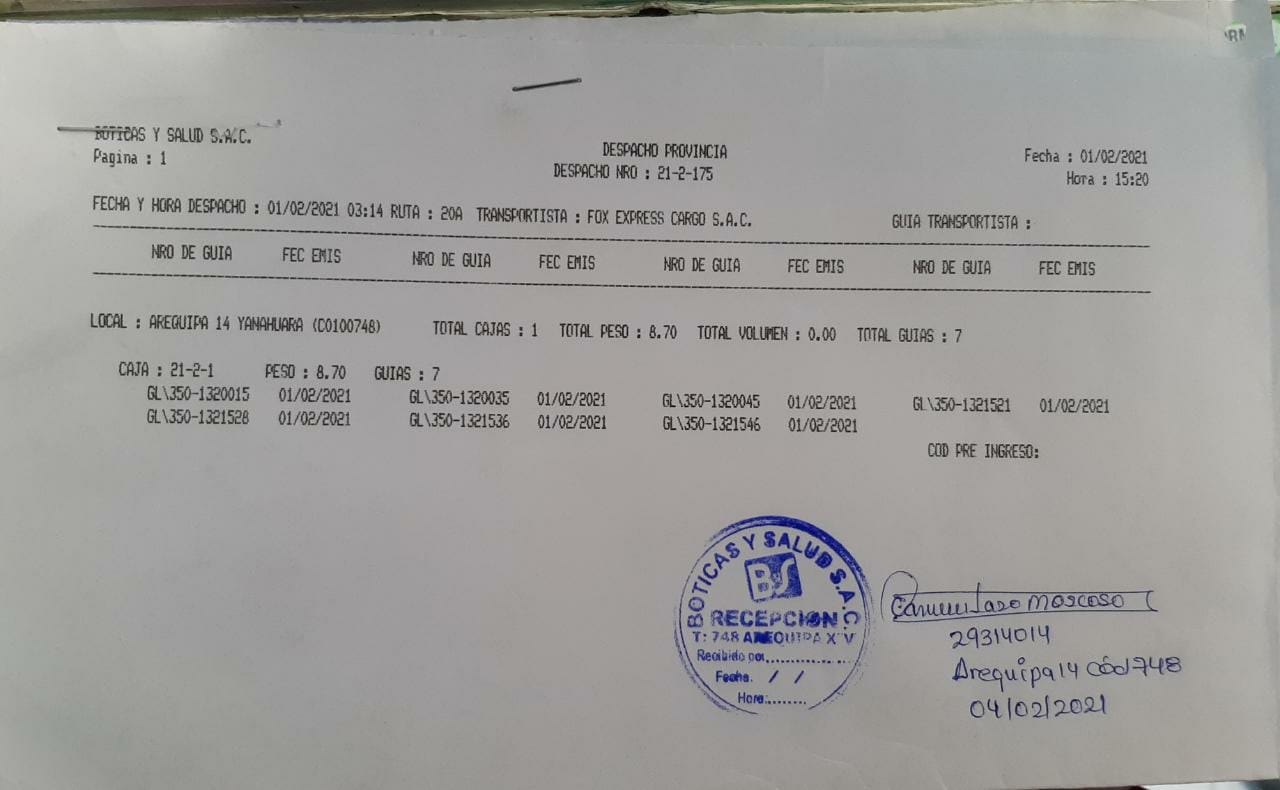 BOTICAS Y SALUD S.A.C.
Pagina : 1
DESPACHO PROVINCIA
DESPACHO NRO : 21-2-175
Fecha : 01/02/2021
Hora : 15:20
FECHA Y HORA DESPACHO : 01/02/2021 03:14 RUTA : 20A TRANSPORTISTA : FOX EXPRESS CARGO S.A.C. GUIA TRANSPORTISTA :
NRO DE GUIA FEC EMIS NRO DE GUIA FEC EMIS NRO DE GUIA FEC EMIS NRO DE GUIA FEC EMIS
LOCAL : AREQUIPA 14 YANAHUARA (C0100748) TOTAL CAJAS : 1 TOTAL PESO : 8.70 TOTAL VOLUMEN : 0.00 TOTAL GUIAS : 7
CAJA : 21-2-1 PESO : 8.70 GUIAS : 7
GL\350-1320015 01/02/2021 GL\350-1320035 01/02/2021 GL\350-1320045 01/02/2021 GL\350-1321521 01/02/2021
GL\350-1321528 01/02/2021 GL\350-1321536 01/02/2021 GL\350-1321546 01/02/2021
COD PRE INGRESO:
BOTICAS Y SALUD S.A.C.
BS
RECEPCION
T: 748 AREQUIPA XIV
Recibido por..................
Fecha. / /
Hora:........
Moscoso
29314014
Arequipa 14 cód 748
04/02/2021